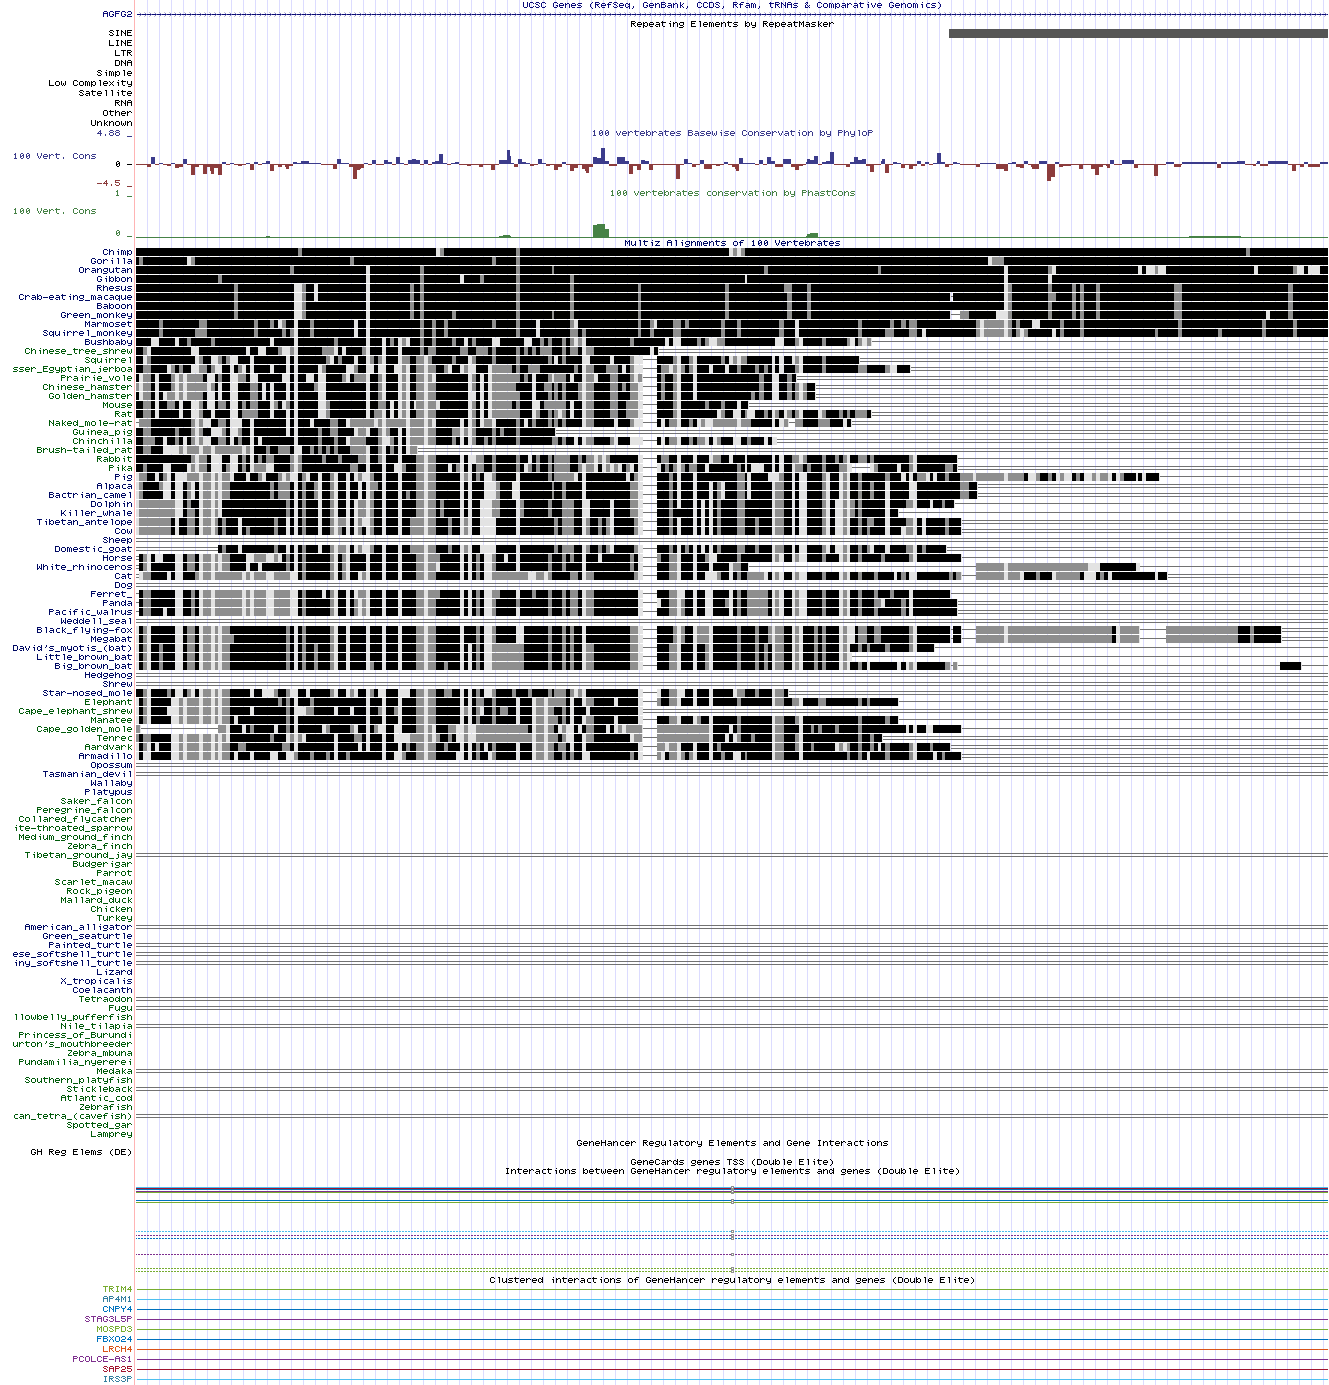 UCSC Genes (RefSeq, GenBank, CCDS, Rfam, tRNAs & Comparative Genomics)
AGFG2
Repeating Elements by RepeatMasker
SINE
LINE
LTR
DNA
Simple
Low Complexity
Satellite
RNA
Other
Unknown
4.88 _
100 vertebrates Basewise Conservation by PhyloP
100 Vert. Cons
0 _
-4.5 _
1 _
100 vertebrates conservation by PhastCons
100 Vert. Cons
0 _
Multiz Alignments of 100 Vertebrates
Chimp
Gorilla
Orangutan
Gibbon
Rhesus
Crab-eating_macaque
Baboon
Green_monkey
Marmoset
Squirrel_monkey
Bushbaby
Chinese_tree_shrew
Squirrel
sser_Egyptian_jerboa
Prairie_vole
Chinese_hamster
Golden_hamster
Mouse
Rat
Naked_mole-rat
Guinea_pig
Chinchilla
Brush-tailed_rat
Rabbit
Pika
Pig
Alpaca
Bactrian_camel
Dolphin
Killer_whale
Tibetan_antelope
Cow
Sheep
Domestic_goat
Horse
White_rhinoceros
Cat
Dog
Ferret_
Panda
Pacific_walrus
Weddell_seal
Black_flying-fox
Megabat
David's_myotis_(bat)
Little_brown_bat
Big_brown_bat
Hedgehog
Shrew
Star-nosed_mole
Elephant
Cape_elephant_shrew
Manatee
Cape_golden_mole
Tenrec
Aardvark
Armadillo
Opossum
Tasmanian_devil
Wallaby
Platypus
Saker_falcon
Peregrine_falcon
Collared_flycatcher
ite-throated_sparrow
Medium_ground_finch
Zebra_finch
Tibetan_ground_jay
Budgerigar
Parrot
Scarlet_macaw
Rock_pigeon
Mallard_duck
Chicken
Turkey
American_alligator
Green_seaturtle
Painted_turtle
ese_softshell_turtle
iny_softshell_turtle
Lizard
X_tropicalis
Coelacanth
Tetraodon
Fugu
llowbelly_pufferfish
Nile_tilapia
Princess_of_Burundi
urton's_mouthbreeder
Zebra_mbuna
Pundamilia_nyererei
Medaka
Southern_platyfish
Stickleback
Atlantic_cod
Zebrafish
can_tetra_(cavefish)
Spotted_gar
Lamprey
GeneHancer Regulatory Elements and Gene Interactions
GH Reg Elems (DE)
GeneCards genes TSS (Double Elite)
Interactions between GeneHancer regulatory elements and genes (Double Elite)
Clustered interactions of GeneHancer regulatory elements and genes (Double Elite)
TRIM4
AP4M1
CNPY4
STAG3L5P
MOSPD3
FBXO24
LRCH4
PCOLCE-AS1
SAP25
IRS3P